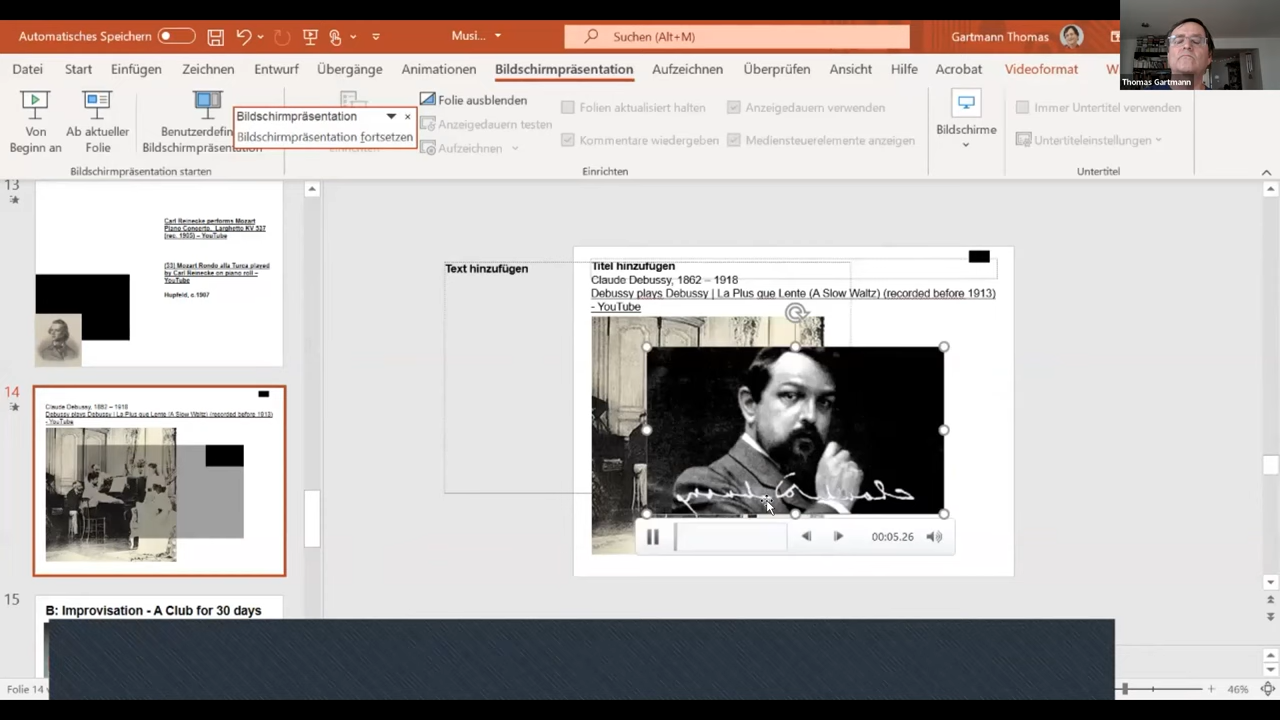 Automatisches Speichern
Musi...
Suchen (Alt+M)
Gartmann Thomas
Thomas Gartmann
Datei Start Einfügen Zeichnen Entwurf Übergänge Animationen Bildschirmpräsentation Aufzeichnen Überprüfen Ansicht Hilfe Acrobat Videoformat W
Von
Beginn an
Ab aktueller
Folie
Benutzerdefin
Bildschirmpräsentation
Bildschirmpräsentation starten
Bildschirmpräsentation
Bildschirmpräsentation fortsetzen
Folie ausblenden
Anzeigedauern testen
Aufzeichnen
Folien aktualisiert halten
Kommentare wiedergeben
Anzeigedauern verwenden
Mediensteuerelemente anzeigen
Einrichten
Bildschirme
Immer Untertitel verwenden
Untertiteleinstellungen
Untertitel
13
Carl Reinecke performs Mozart
Piano Concerto, Larghetto KV 537
(rec. 1905) – YouTube
(33) Mozart Rondo alla Turca played
by Carl Reinecke on piano roll –
YouTube
Hupfeld, c.1907
14
Claude Debussy, 1862 – 1918
Debussy plays Debussy | La Plus que Lente (A Slow Waltz) (recorded before 1913)
- YouTube
15
B: Improvisation - A Club for 30 days
Text hinzufügen
Titel hinzufügen
Claude Debussy, 1862 – 1918
Debussy plays Debussy | La Plus que Lente (A Slow Waltz) (recorded before 1913)
- YouTube
00:05.26
Folie 14
46%